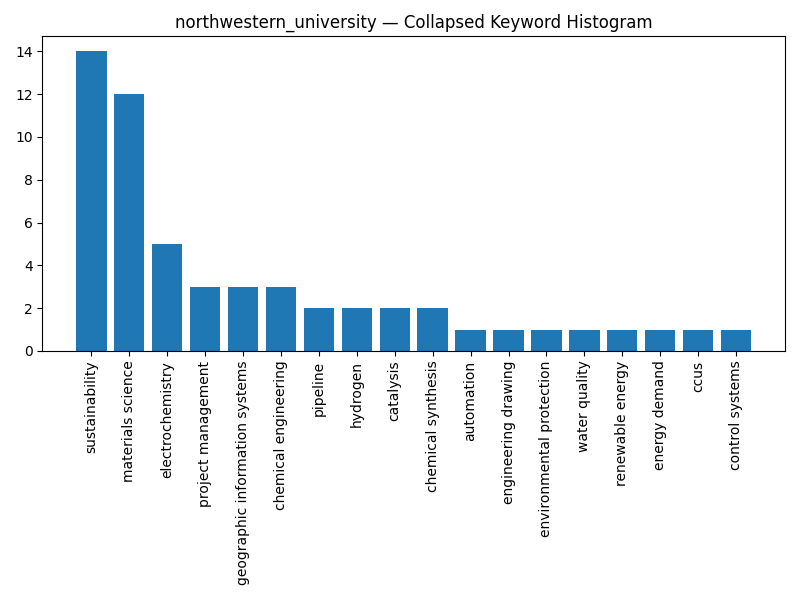 northwestern_university — Collapsed Keyword Histogram
14
12
10
8
6
4
2
0
sustainability
materials science
electrochemistry
project management
geographic information systems
chemical engineering
pipeline
hydrogen
catalysis
chemical synthesis
automation
engineering drawing
environmental protection
water quality
renewable energy
energy demand
ccus
control systems